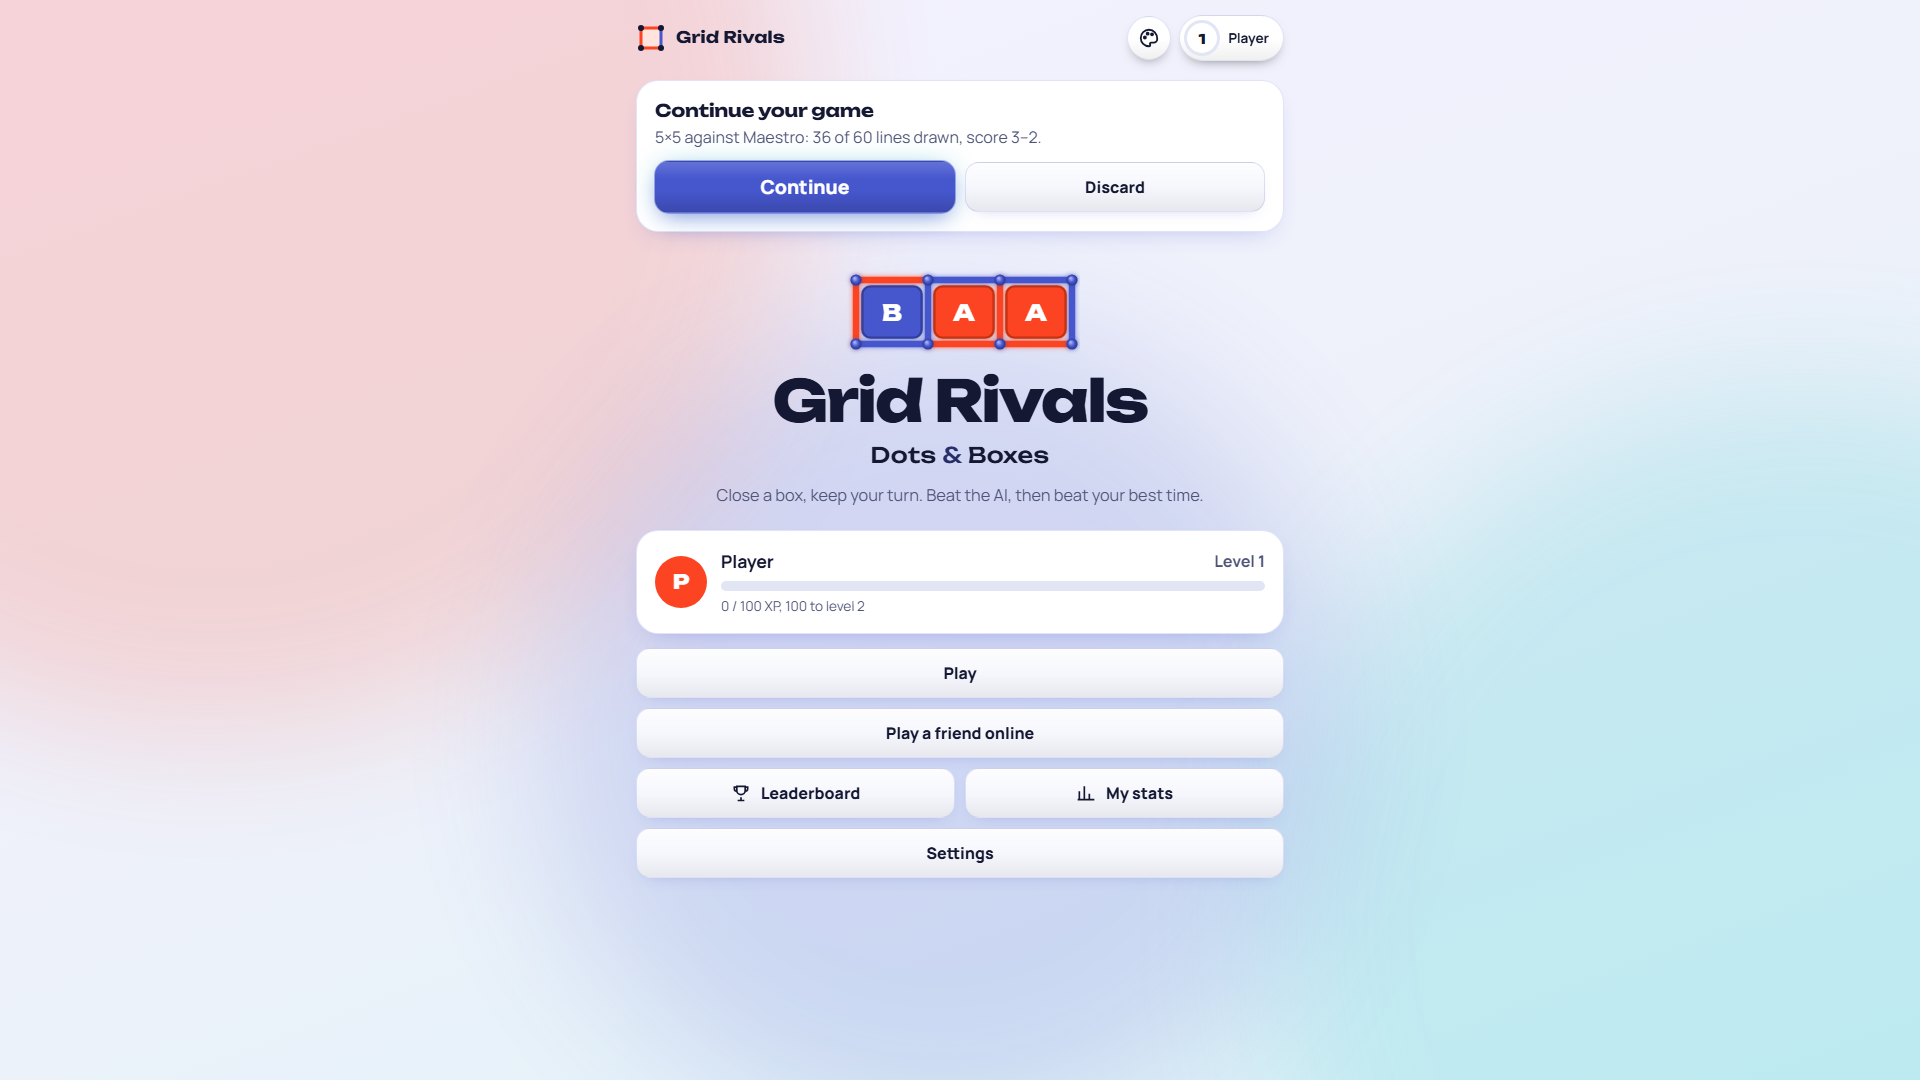 Grid Rivals
1 Player
Continue your game
5×5 against Maestro: 36 of 60 lines drawn, score 3–2.
Continue
Discard
B A A
Grid Rivals
Dots & Boxes
Close a box, keep your turn. Beat the AI, then beat your best time.
P
Player
Level 1
0 / 100 XP, 100 to level 2
Play
Play a friend online
Leaderboard
My stats
Settings